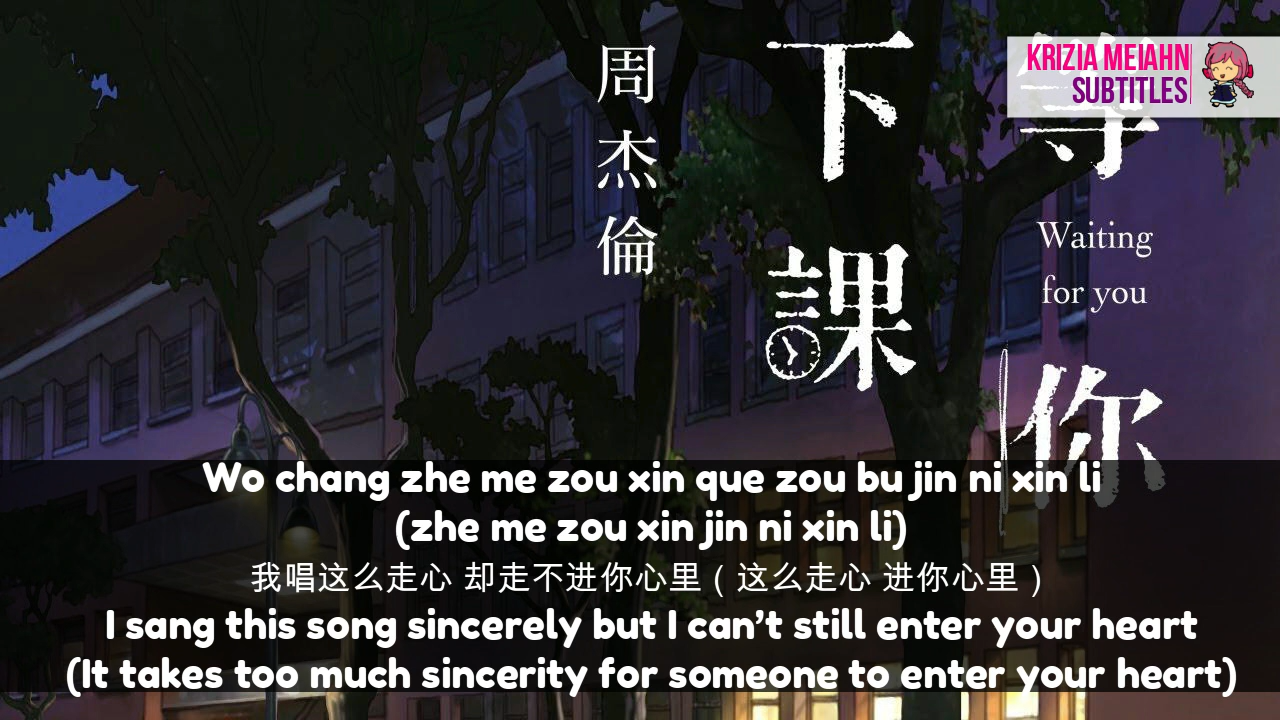 等你
下課
周杰倫
Waiting
for you
KRIZIA MEIAHN
SUBTITLES
Wo chang zhe me zou xin que zou bu jin ni xin li
(zhe me zou xin jin ni xin li)
我唱这么走心 却走不进你心里 ( 这么走心 进你心里 )
I sang this song sincerely but I can't still enter your heart
(It takes too much sincerity for someone to enter your heart)